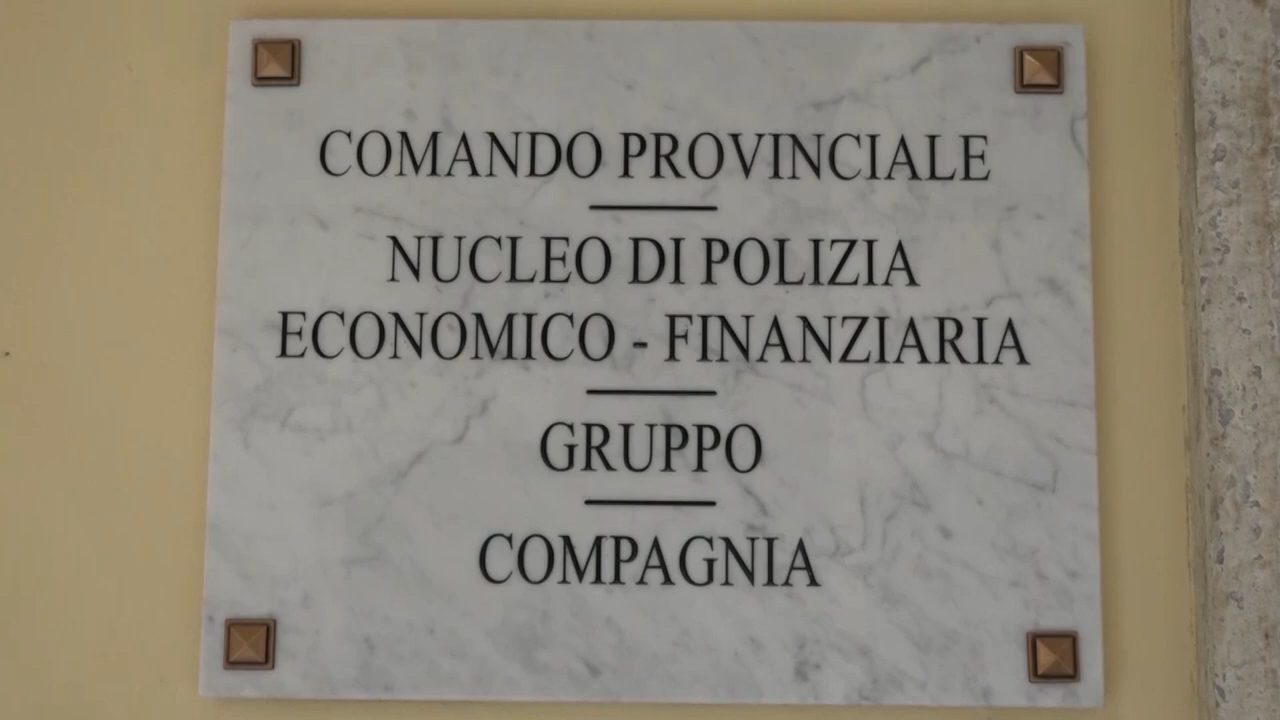 COMANDO PROVINCIALE
NUCLEO DI POLIZIA
ECONOMICO - FINANZIARIA
GRUPPO
COMPAGNIA